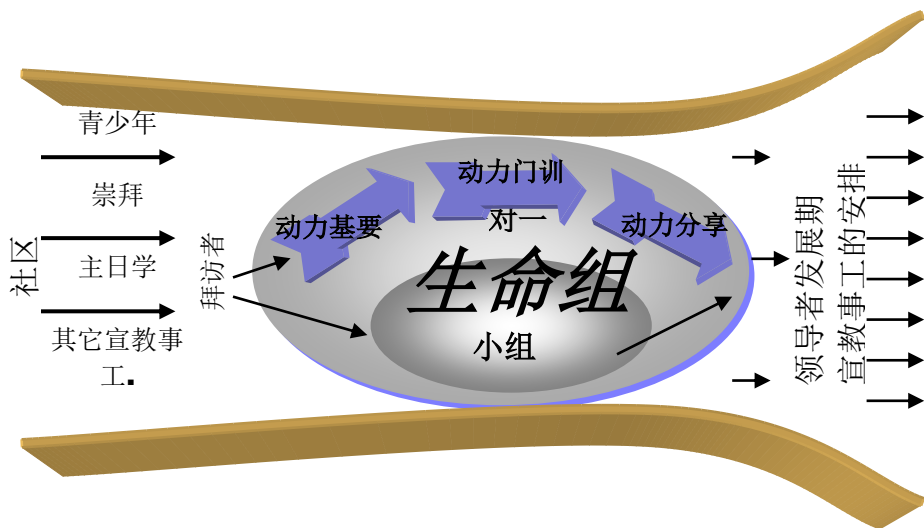 社区
青少年
崇拜
主日学
其它宣教事
工.
拜访者
动力基要
动力门训
对一
动力分享
生命组
小组
领导者发展期
宣教事工的安排